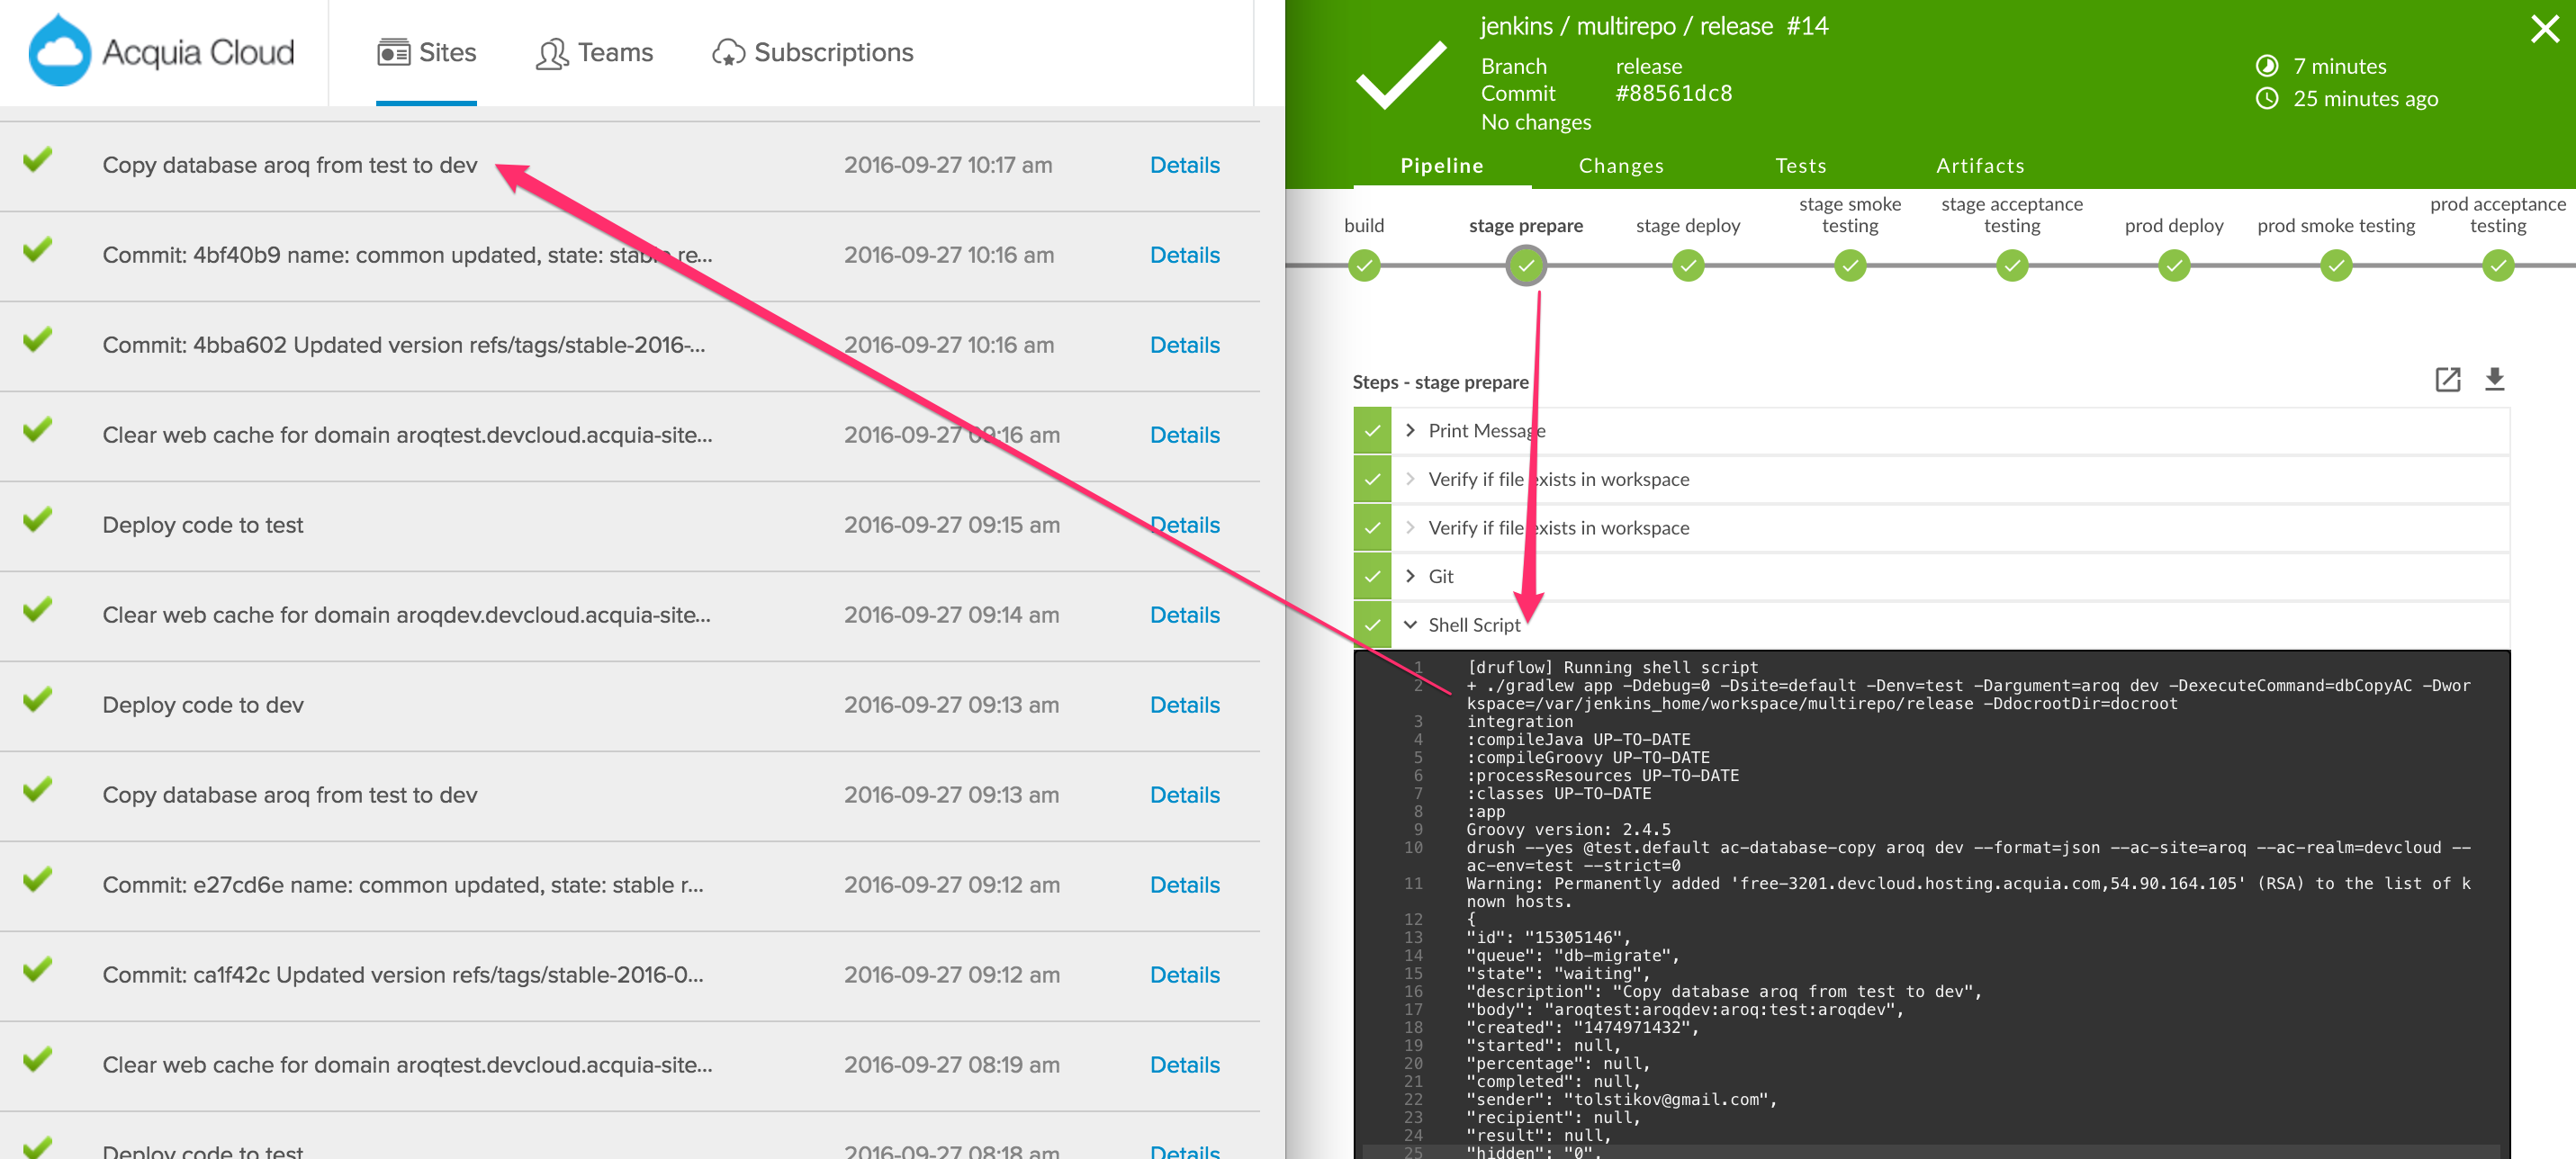 Acquia Cloud
Sites
Teams
Subscriptions
Copy database aroq from test to dev 2016-09-27 10:17 am Details
Commit: 4bf40b9 name: common updated, state: stable re... 2016-09-27 10:16 am Details
Commit: 4bba602 Updated version refs/tags/stable-2016-... 2016-09-27 10:16 am Details
Clear web cache for domain aroqtest.devcloud.acquia-site... 2016-09-27 09:16 am Details
Deploy code to test 2016-09-27 09:15 am Details
Clear web cache for domain aroqdev.devcloud.acquia-site... 2016-09-27 09:14 am Details
Deploy code to dev 2016-09-27 09:13 am Details
Copy database aroq from test to dev 2016-09-27 09:13 am Details
Commit: e27cd6e name: common updated, state: stable r... 2016-09-27 09:12 am Details
Commit: ca1f42c Updated version refs/tags/stable-2016-0... 2016-09-27 09:12 am Details
Clear web cache for domain aroqtest.devcloud.acquia-site... 2016-09-27 08:19 am Details
Deploy code to test 2016-09-27 08:18 am Details
jenkins / multirepo / release #14
Branch release
Commit #88561dc8
No changes
7 minutes
25 minutes ago
Pipeline
Changes
Tests
Artifacts
build
stage prepare
stage deploy
stage smoke
testing
stage acceptance
testing
prod deploy
prod smoke testing
prod acceptance
testing
Steps - stage prepare
Print Message
Verify if file exists in workspace
Verify if file exists in workspace
Git
Shell Script
1 [druflow] Running shell script
2 + ./gradlew app -Ddebug=0 -Dsite=default -Denv=test -Dargument=aroq dev -DexecuteCommand=dbCopyAC -Dwor
kspace=/var/jenkins_home/workspace/multirepo/release -DdocrootDir=docroot
3 integration
4 :compileJava UP-TO-DATE
5 :compileGroovy UP-TO-DATE
6 :processResources UP-TO-DATE
7 :classes UP-TO-DATE
8 :app
9 Groovy version: 2.4.5
10 drush --yes @test.default ac-database-copy aroq dev --format=json --ac-site=aroq --ac-realm=devcloud --
ac-env=test --strict=0
11 Warning: Permanently added 'free-3201.devcloud.hosting.acquia.com,54.90.164.105' (RSA) to the list of k
nown hosts.
12 {
13 "id": "15305146",
14 "queue": "db-migrate",
15 "state": "waiting",
16 "description": "Copy database aroq from test to dev",
17 "body": "aroqtest:aroqdev:aroq:test:aroqdev",
18 "created": "1474971432",
19 "started": null,
20 "percentage": null,
21 "completed": null,
22 "sender": "tolstikov@gmail.com",
23 "recipient": null,
24 "result": null,
25 "hidden": "0",